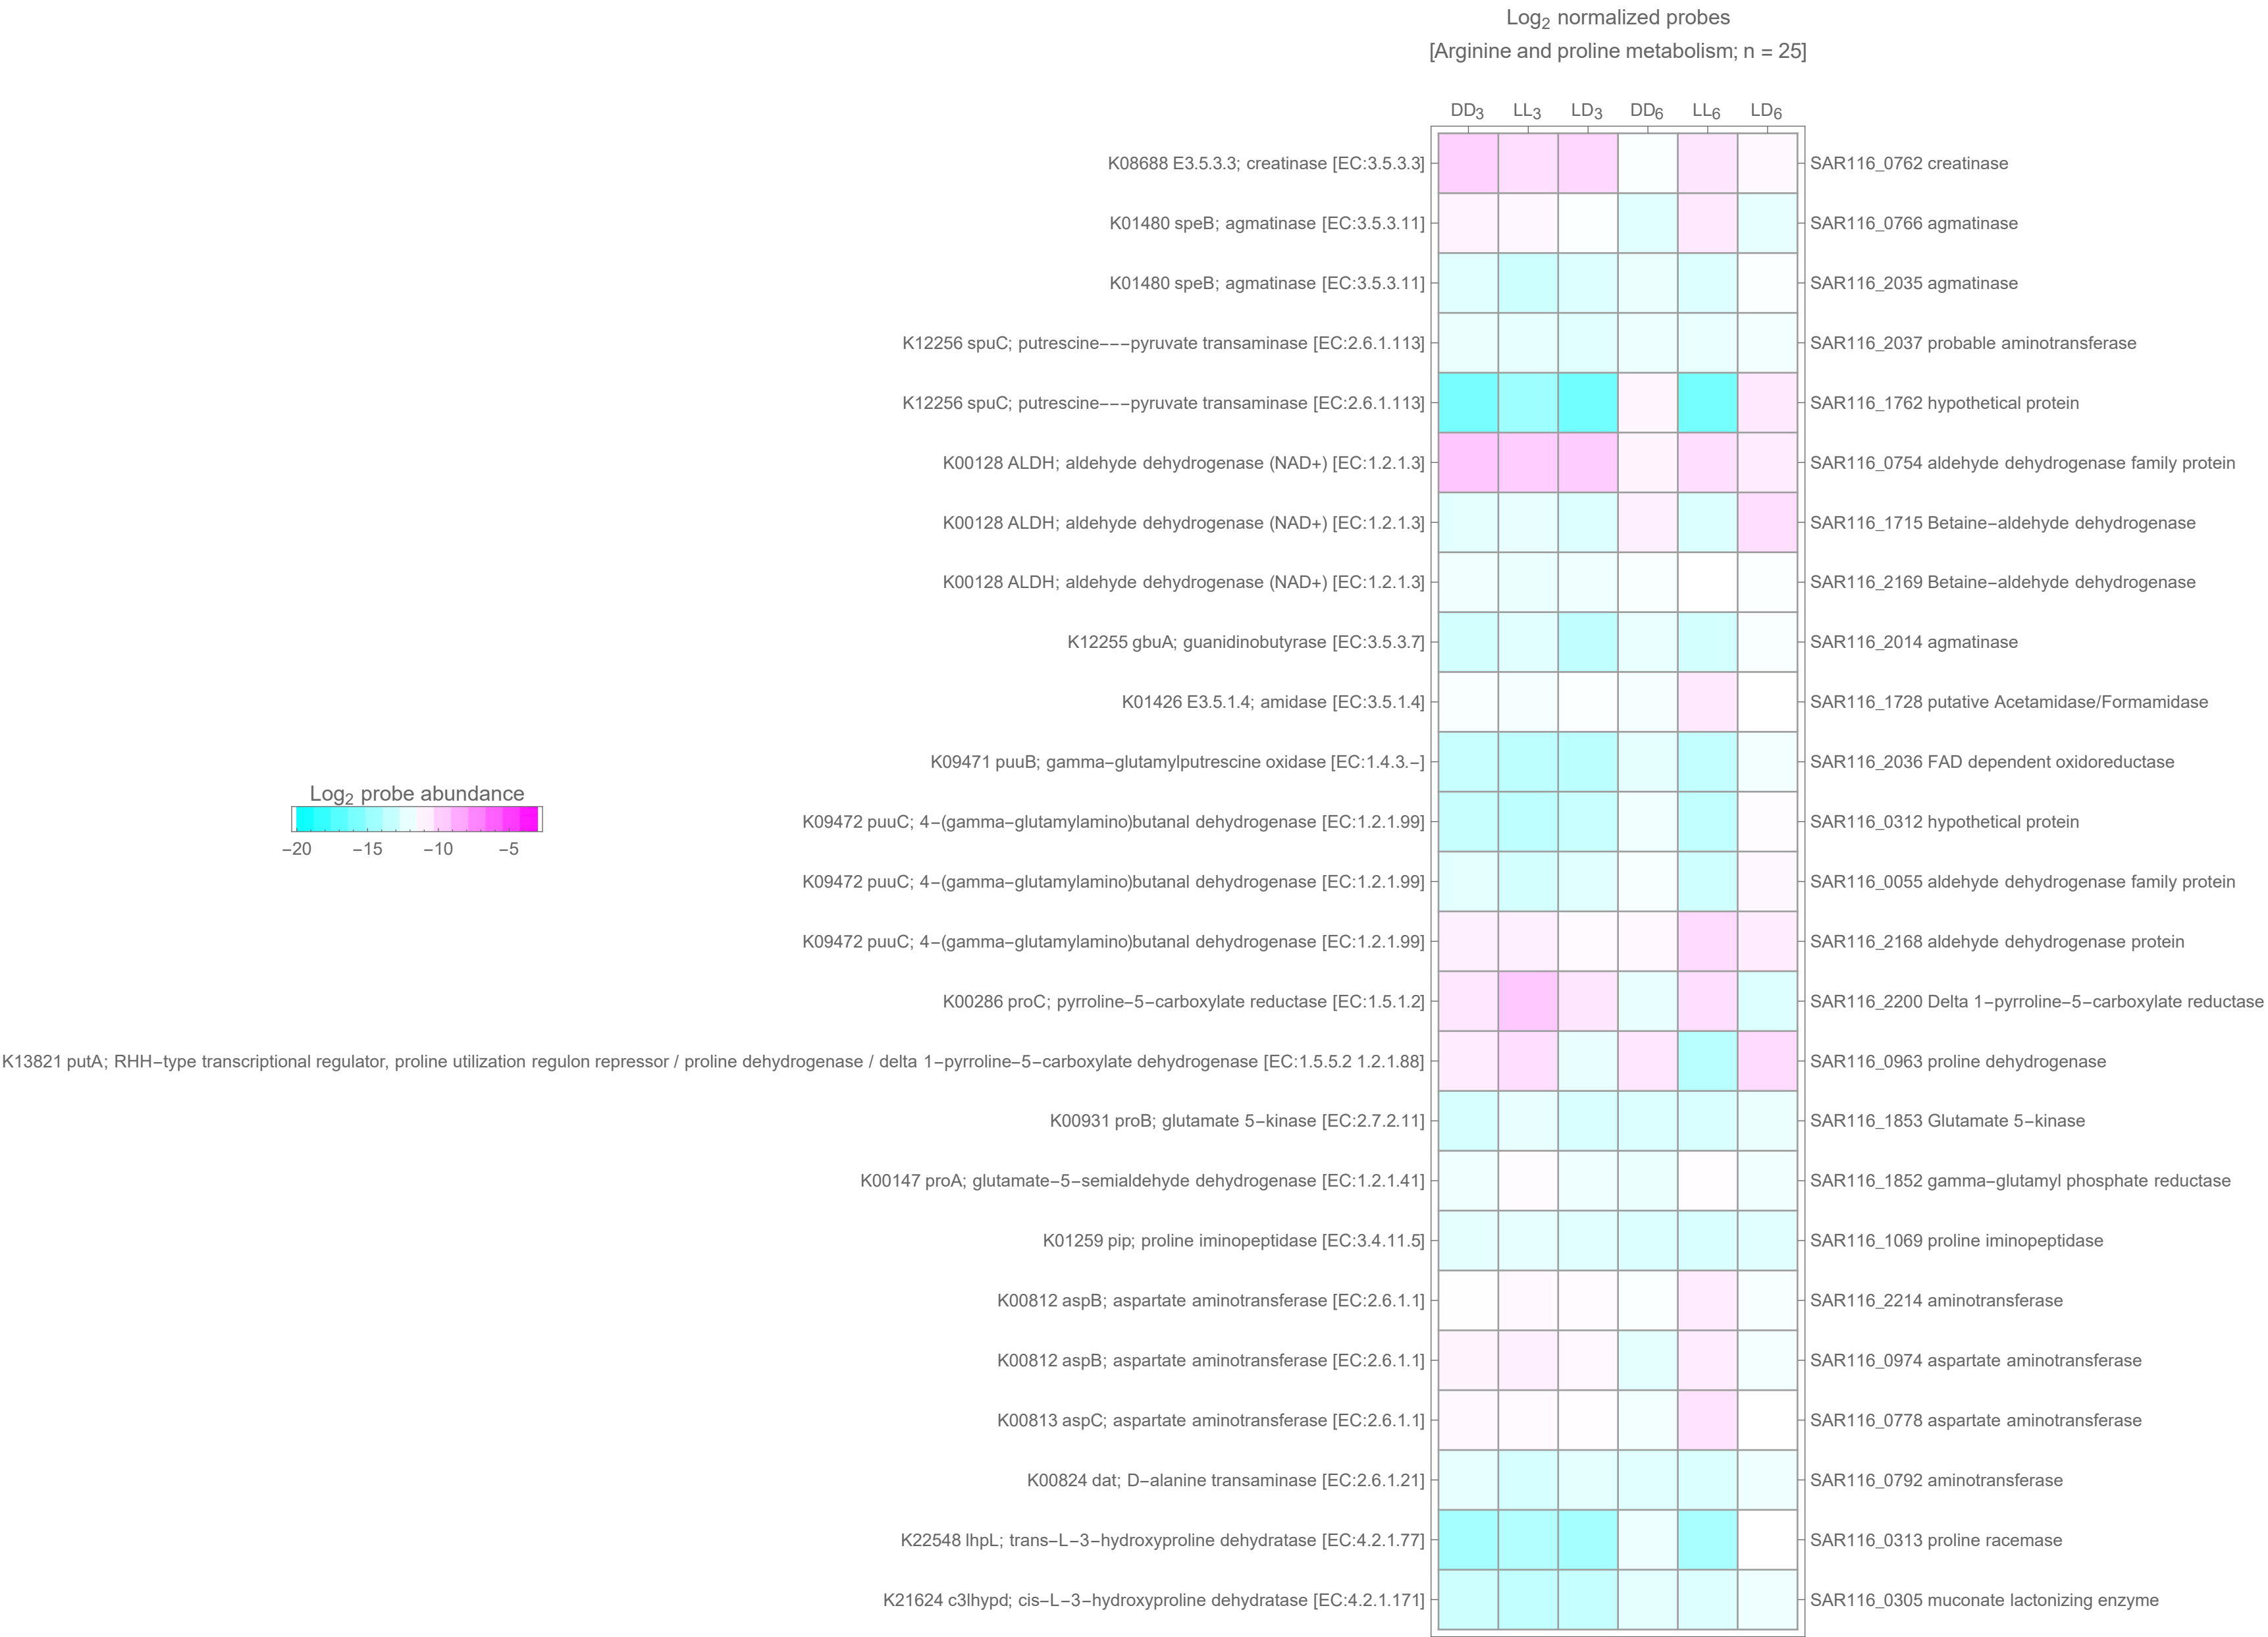 Log2 normalized probes
[Arginine and proline metabolism; n = 25]
DD3 LL3 LD3 DD6 LL6 LD6
K08688 E3.5.3.3; creatinase [EC:3.5.3.3] SAR116_0762 creatinase
K01480 speB; agmatinase [EC:3.5.3.11] SAR116_0766 agmatinase
K01480 speB; agmatinase [EC:3.5.3.11] SAR116_2035 agmatinase
K12256 spuC; putrescine---pyruvate transaminase [EC:2.6.1.113] SAR116_2037 probable aminotransferase
K12256 spuC; putrescine---pyruvate transaminase [EC:2.6.1.113] SAR116_1762 hypothetical protein
K00128 ALDH; aldehyde dehydrogenase (NAD+) [EC:1.2.1.3] SAR116_0754 aldehyde dehydrogenase family protein
K00128 ALDH; aldehyde dehydrogenase (NAD+) [EC:1.2.1.3] SAR116_1715 Betaine-aldehyde dehydrogenase
K00128 ALDH; aldehyde dehydrogenase (NAD+) [EC:1.2.1.3] SAR116_2169 Betaine-aldehyde dehydrogenase
K12255 gbuA; guanidinobutyrase [EC:3.5.3.7] SAR116_2014 agmatinase
K01426 E3.5.1.4; amidase [EC:3.5.1.4] SAR116_1728 putative Acetamidase/Formamidase
K09471 puuB; gamma-glutamylputrescine oxidase [EC:1.4.3.-] SAR116_2036 FAD dependent oxidoreductase
Log2 probe abundance
-20 -15 -10 -5
K09472 puuC; 4-(gamma-glutamylamino)butanal dehydrogenase [EC:1.2.1.99] SAR116_0312 hypothetical protein
K09472 puuC; 4-(gamma-glutamylamino)butanal dehydrogenase [EC:1.2.1.99] SAR116_0055 aldehyde dehydrogenase family protein
K09472 puuC; 4-(gamma-glutamylamino)butanal dehydrogenase [EC:1.2.1.99] SAR116_2168 aldehyde dehydrogenase protein
K00286 proC; pyrroline-5-carboxylate reductase [EC:1.5.1.2] SAR116_2200 Delta 1-pyrroline-5-carboxylate reductase
K13821 putA; RHH-type transcriptional regulator, proline utilization regulon repressor / proline dehydrogenase / delta 1-pyrroline-5-carboxylate dehydrogenase [EC:1.5.5.2 1.2.1.88] SAR116_0963 proline dehydrogenase
K00931 proB; glutamate 5-kinase [EC:2.7.2.11] SAR116_1853 Glutamate 5-kinase
K00147 proA; glutamate-5-semialdehyde dehydrogenase [EC:1.2.1.41] SAR116_1852 gamma-glutamyl phosphate reductase
K01259 pip; proline iminopeptidase [EC:3.4.11.5] SAR116_1069 proline iminopeptidase
K00812 aspB; aspartate aminotransferase [EC:2.6.1.1] SAR116_2214 aminotransferase
K00812 aspB; aspartate aminotransferase [EC:2.6.1.1] SAR116_0974 aspartate aminotransferase
K00813 aspC; aspartate aminotransferase [EC:2.6.1.1] SAR116_0778 aspartate aminotransferase
K00824 dat; D-alanine transaminase [EC:2.6.1.21] SAR116_0792 aminotransferase
K22548 lhpL; trans-L-3-hydroxyproline dehydratase [EC:4.2.1.77] SAR116_0313 proline racemase
K21624 c3lhypd; cis-L-3-hydroxyproline dehydratase [EC:4.2.1.171] SAR116_0305 muconate lactonizing enzyme